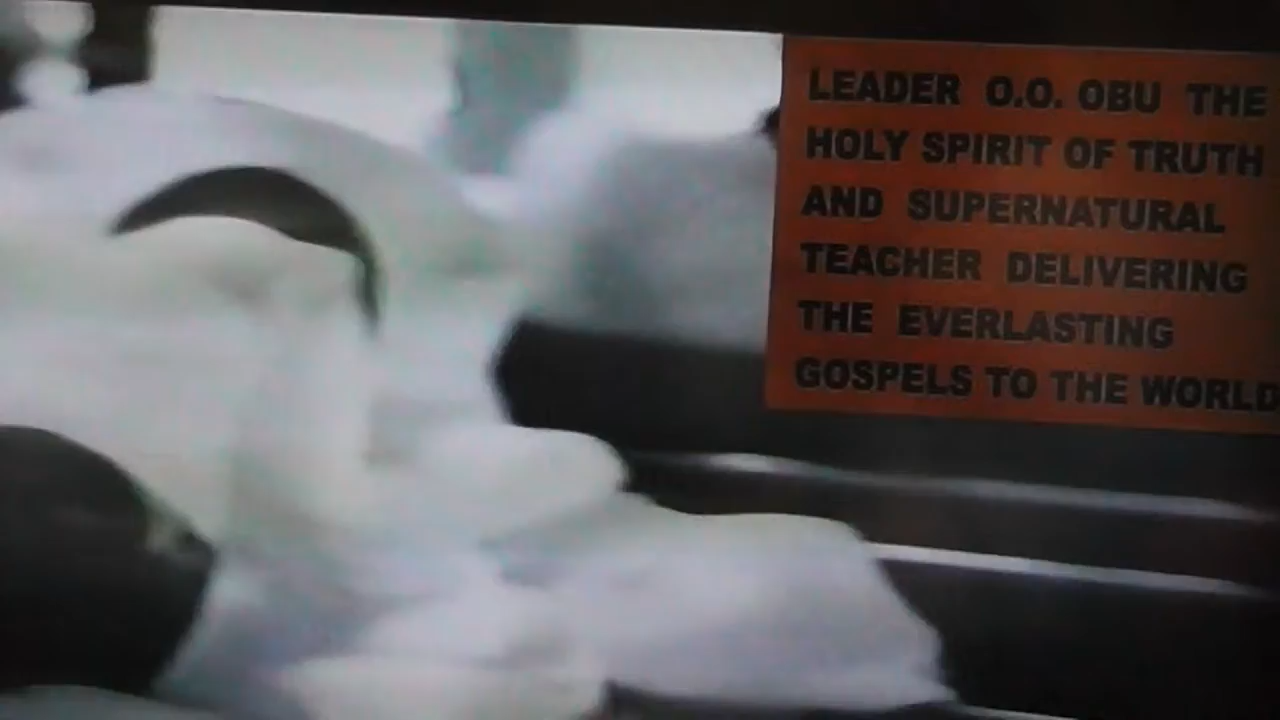 LEADER O.O. OBU THE
HOLY SPIRIT OF TRUTH
AND SUPERNATURAL
TEACHER DELIVERING
THE EVERLASTING
GOSPELS TO THE WORLD